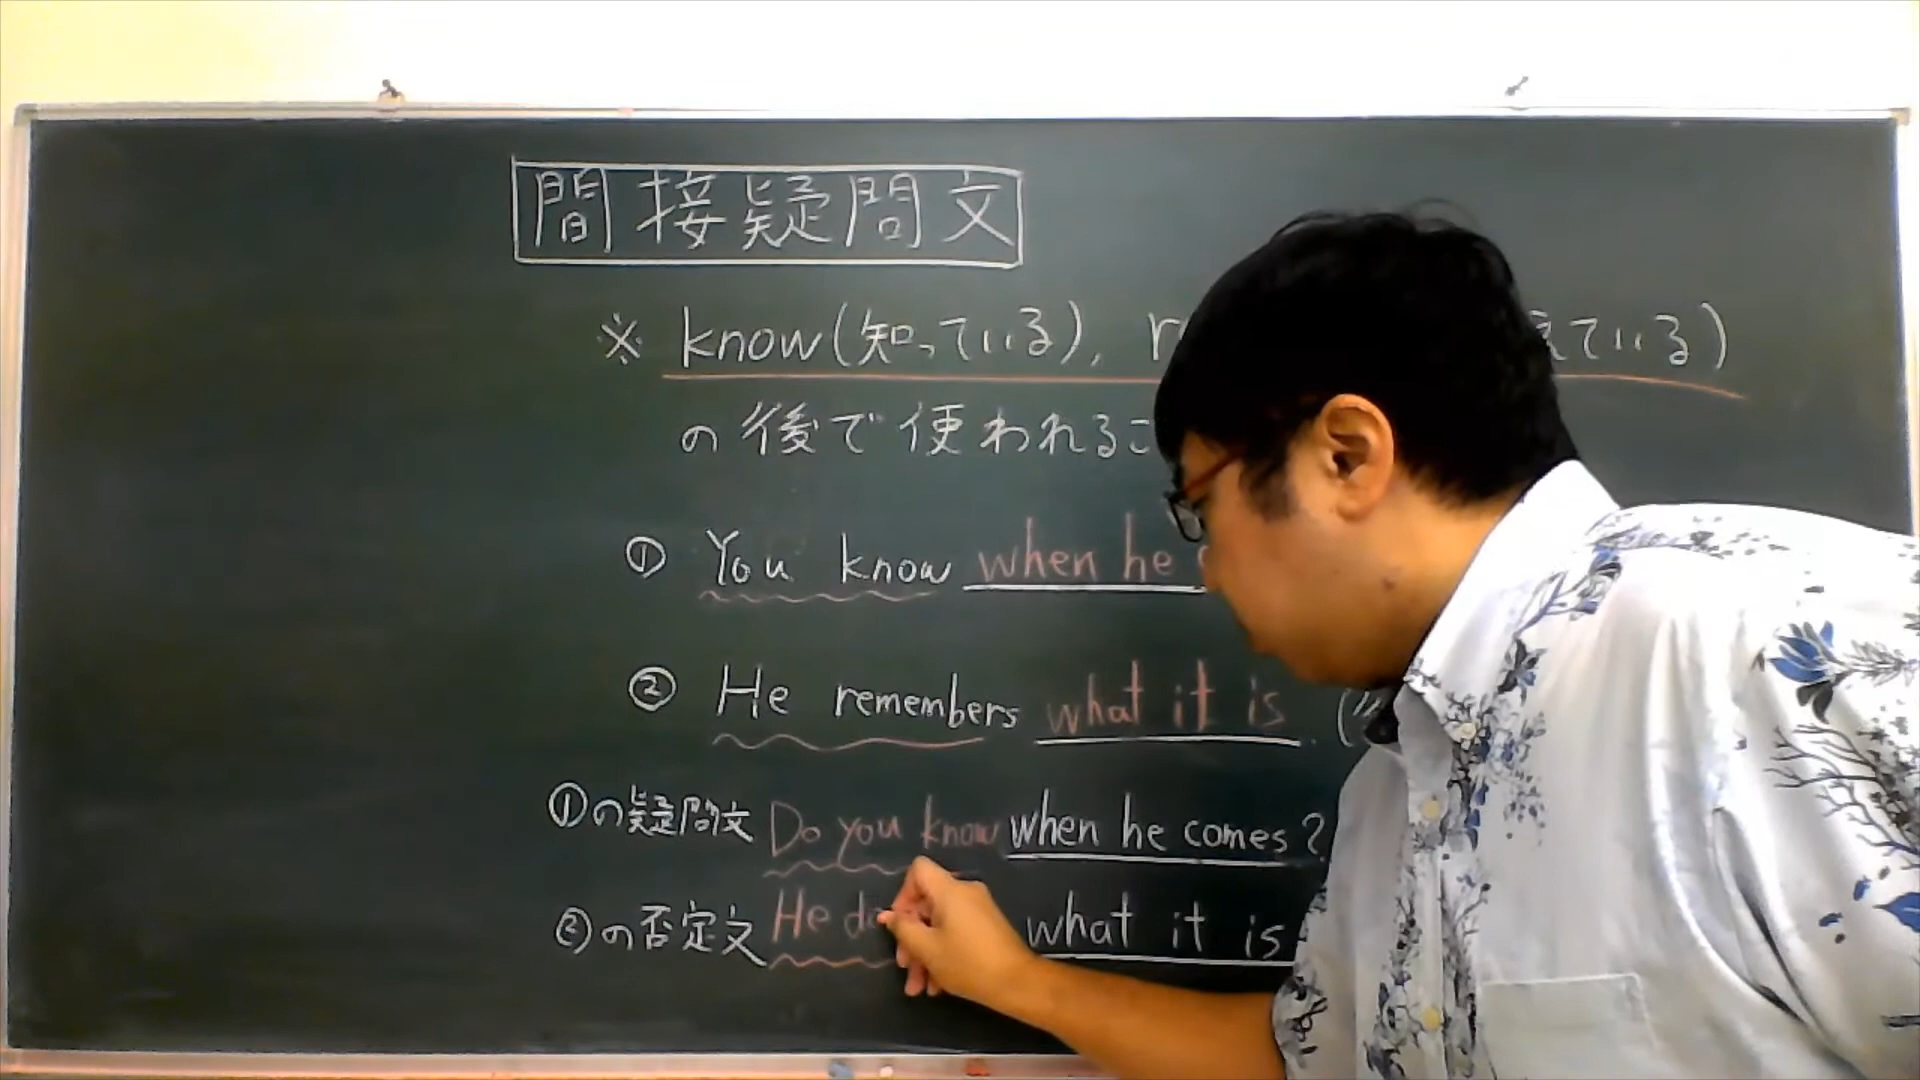 間接疑問文
※ know(知っている), ている)
の後で使われるこ
① You know when he
② He remembers what it is. (
①の疑問文 Do you know when he comes?
②の否定文 He what it is